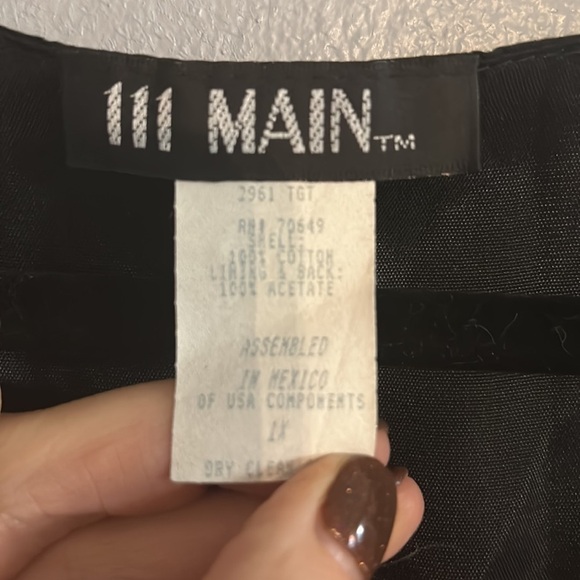 111 MAIN™
2961 TGT
RN# 70649
SHELL:
100% COTTON
LINING & BACK:
100% ACETATE
ASSEMBLED
IN MEXICO
OF USA COMPONENTS
1X
DRY CLEAN